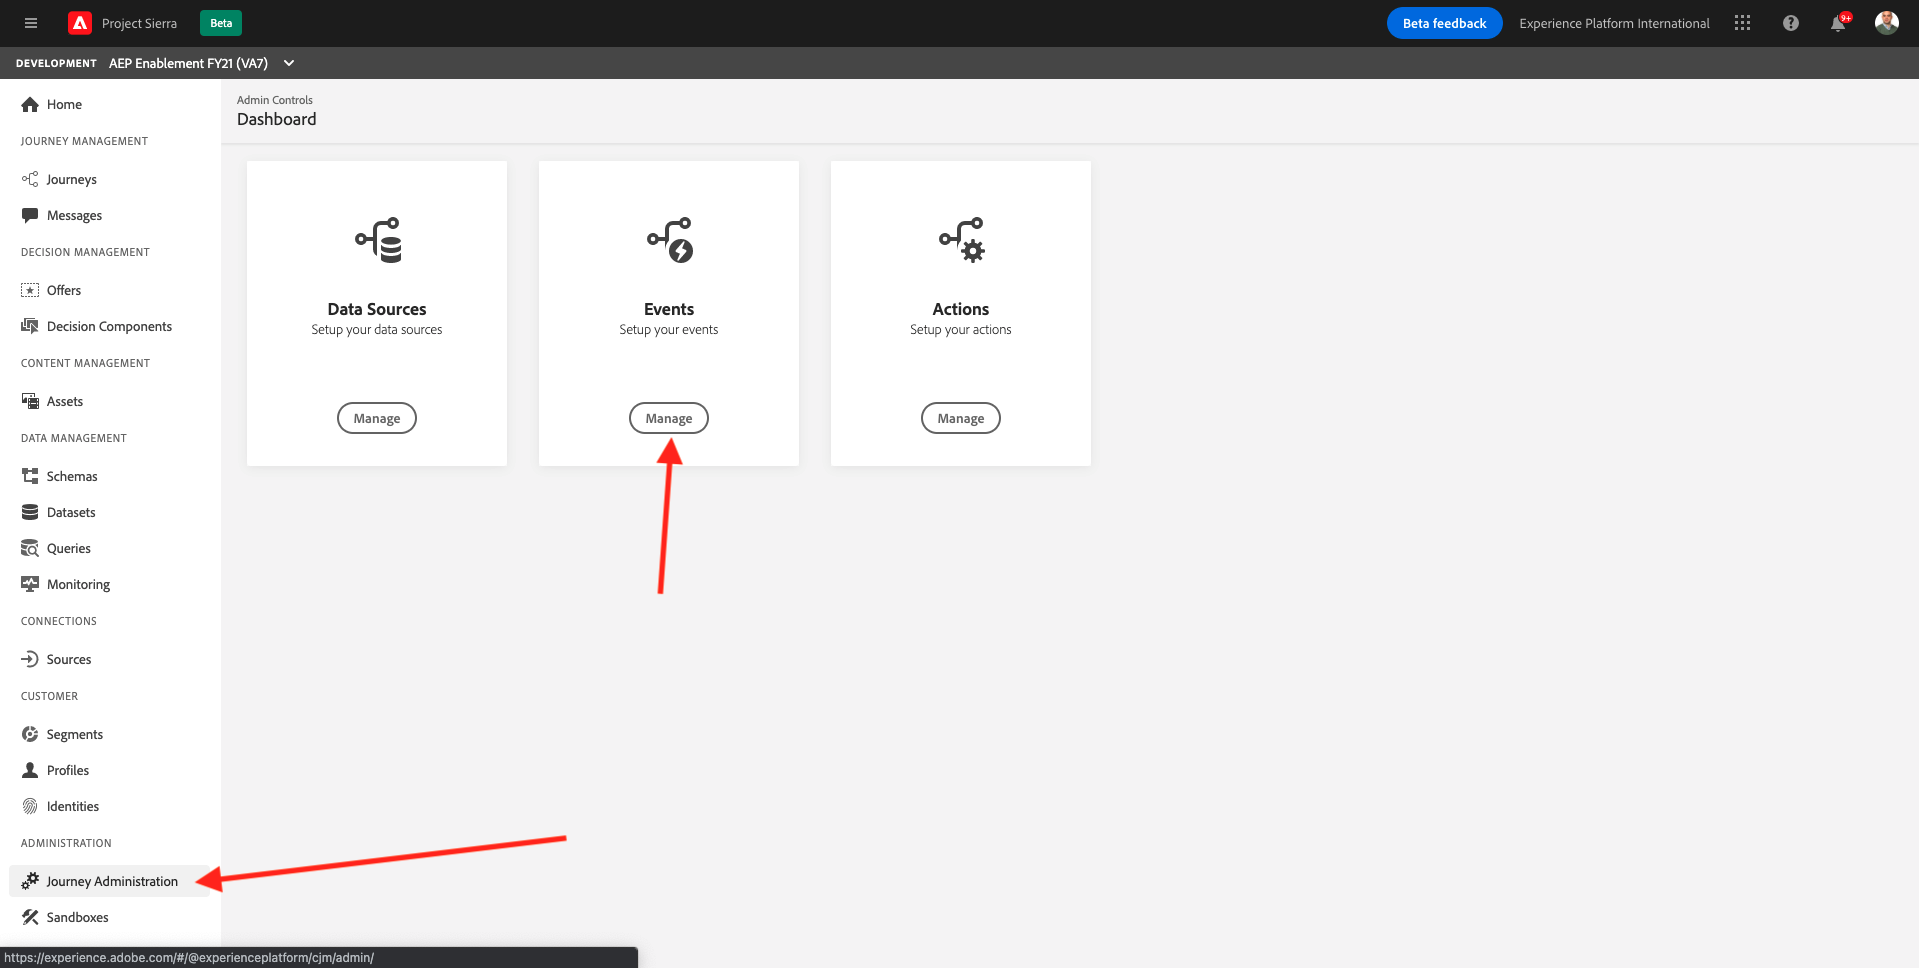 Project Sierra
Beta
Beta feedback
Experience Platform International
9+
DEVELOPMENT AEP Enablement FY21 (VA7)
Home
JOURNEY MANAGEMENT
Journeys
Messages
DECISION MANAGEMENT
Offers
Decision Components
CONTENT MANAGEMENT
Assets
DATA MANAGEMENT
Schemas
Datasets
Queries
Monitoring
CONNECTIONS
Sources
CUSTOMER
Segments
Profiles
Identities
ADMINISTRATION
Journey Administration
Sandboxes
Admin Controls
Dashboard
Data Sources
Setup your data sources
Manage
Events
Setup your events
Manage
Actions
Setup your actions
Manage
https://experience.adobe.com/#/@experienceplatform/cjm/admin/